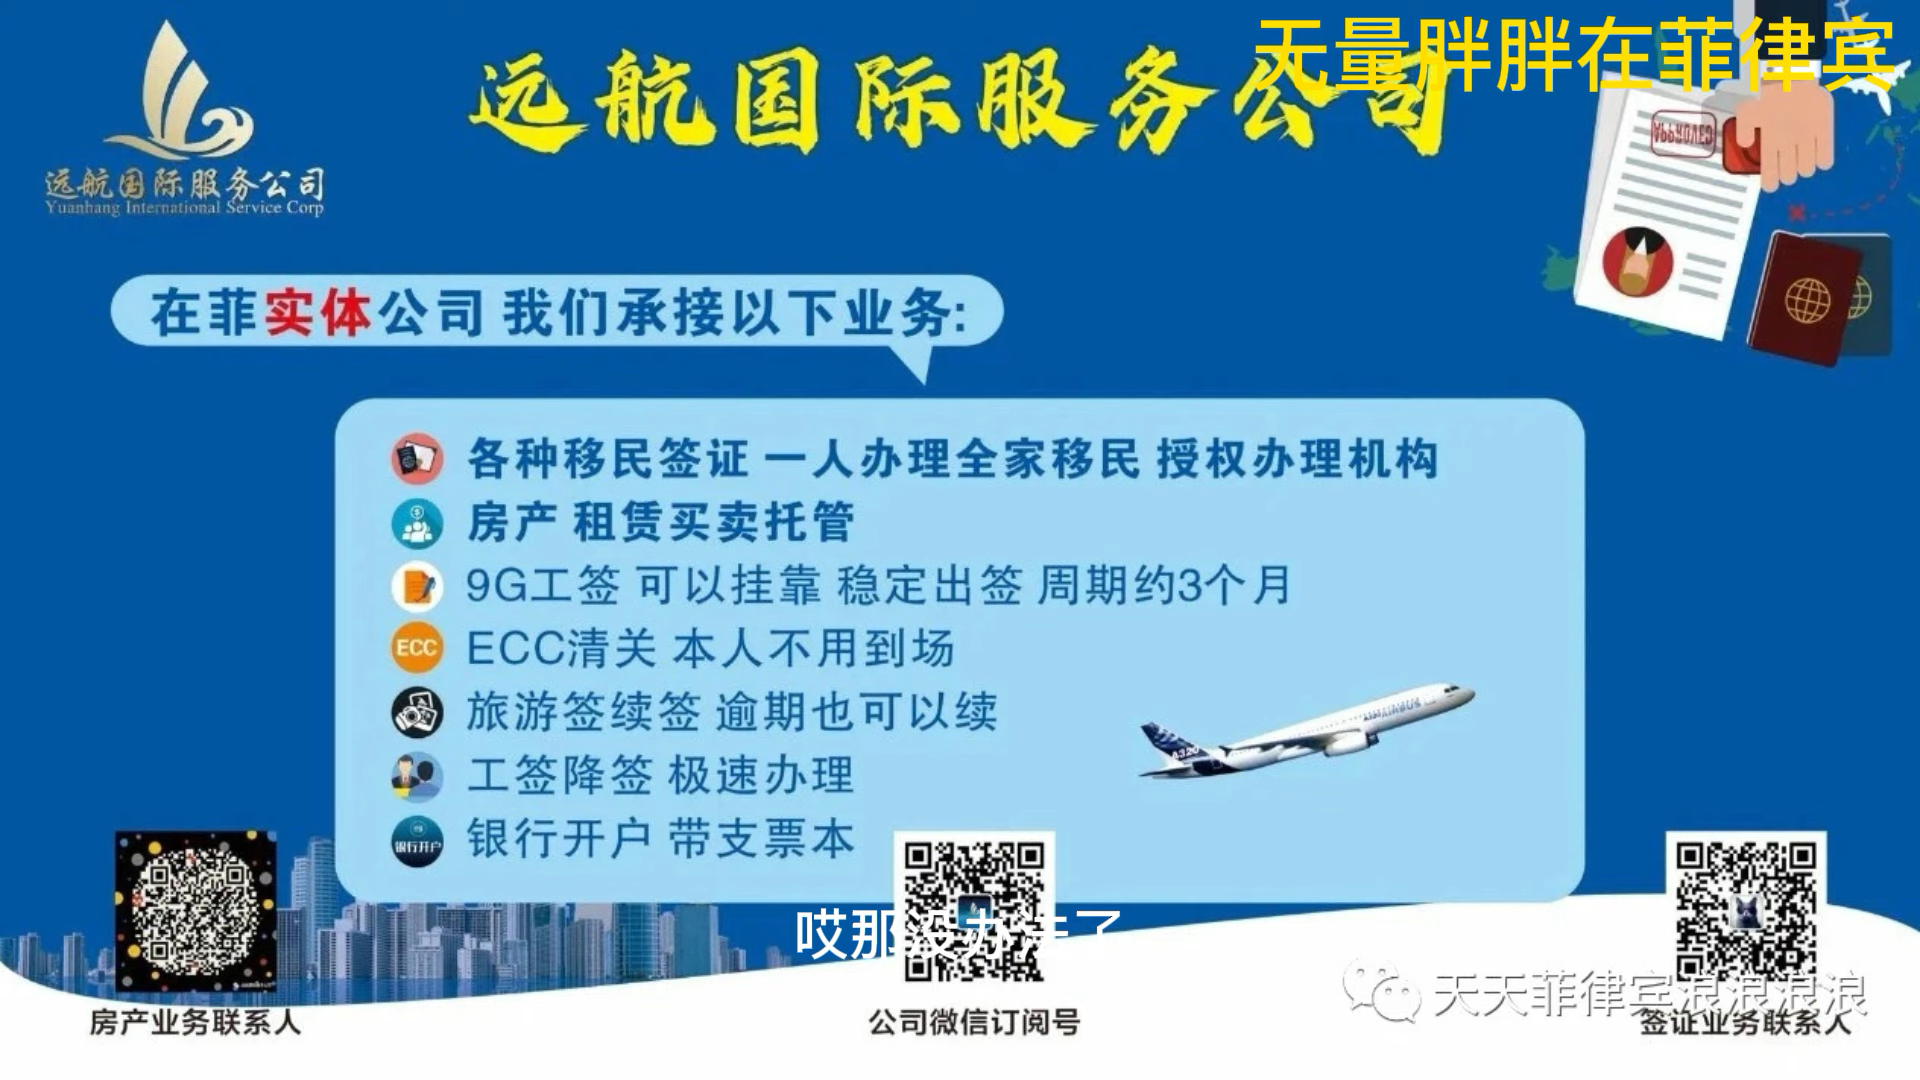 无量胖胖在菲律宾
远航国际服务公司
远航国际服务公司
Yuanhang International Service Corp
APPROVED
在菲实体公司 我们承接以下业务:
各种移民签证 一人办理全家移民 授权办理机构
房产 租赁买卖托管
9G工签 可以挂靠 稳定出签 周期约3个月
ECC
ECC清关 本人不用到场
旅游签续签 逾期也可以续
工签降签 极速办理
银行开户
银行开户 带支票本
AIRBUS
A320
哎那没办法了
天天菲律宾浪浪浪浪
房产业务联系人
公司微信订阅号
签证业务联系人